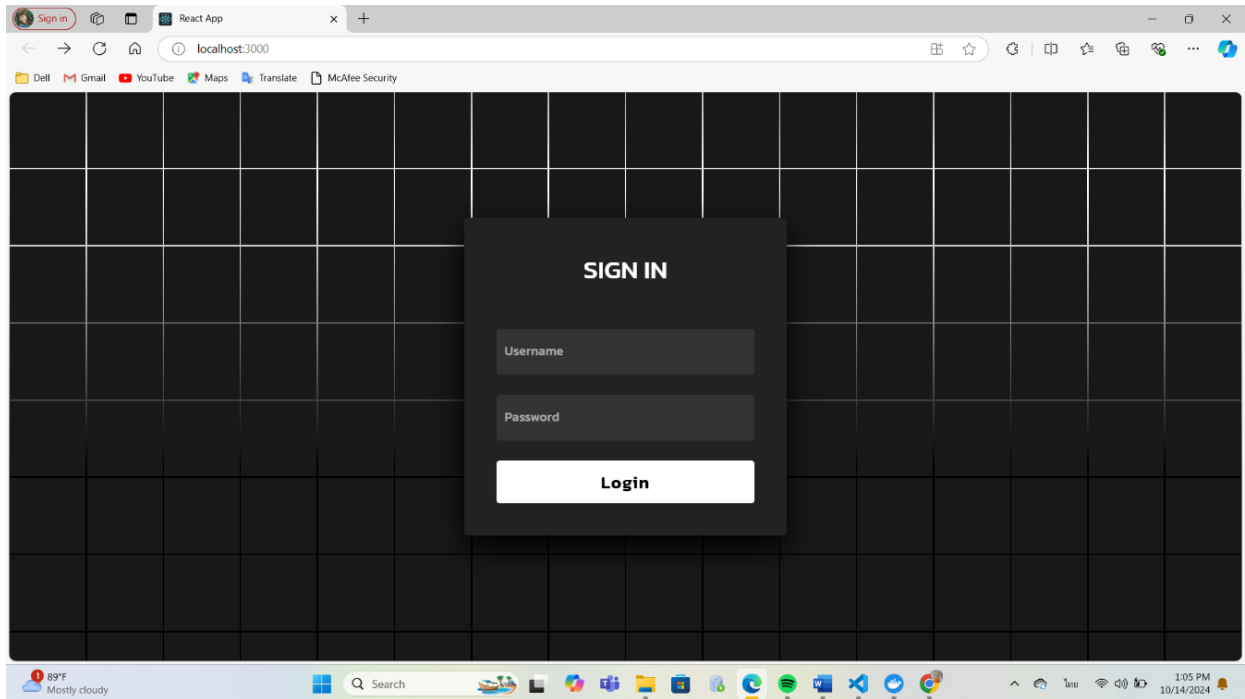 Sign in
React App
localhost:3000
Dell
Gmail
YouTube
Maps
Translate
McAfee Security
SIGN IN
Username
Password
Login
1
89°F
Mostly cloudy
Search
ไทย
1:05 PM
10/14/2024